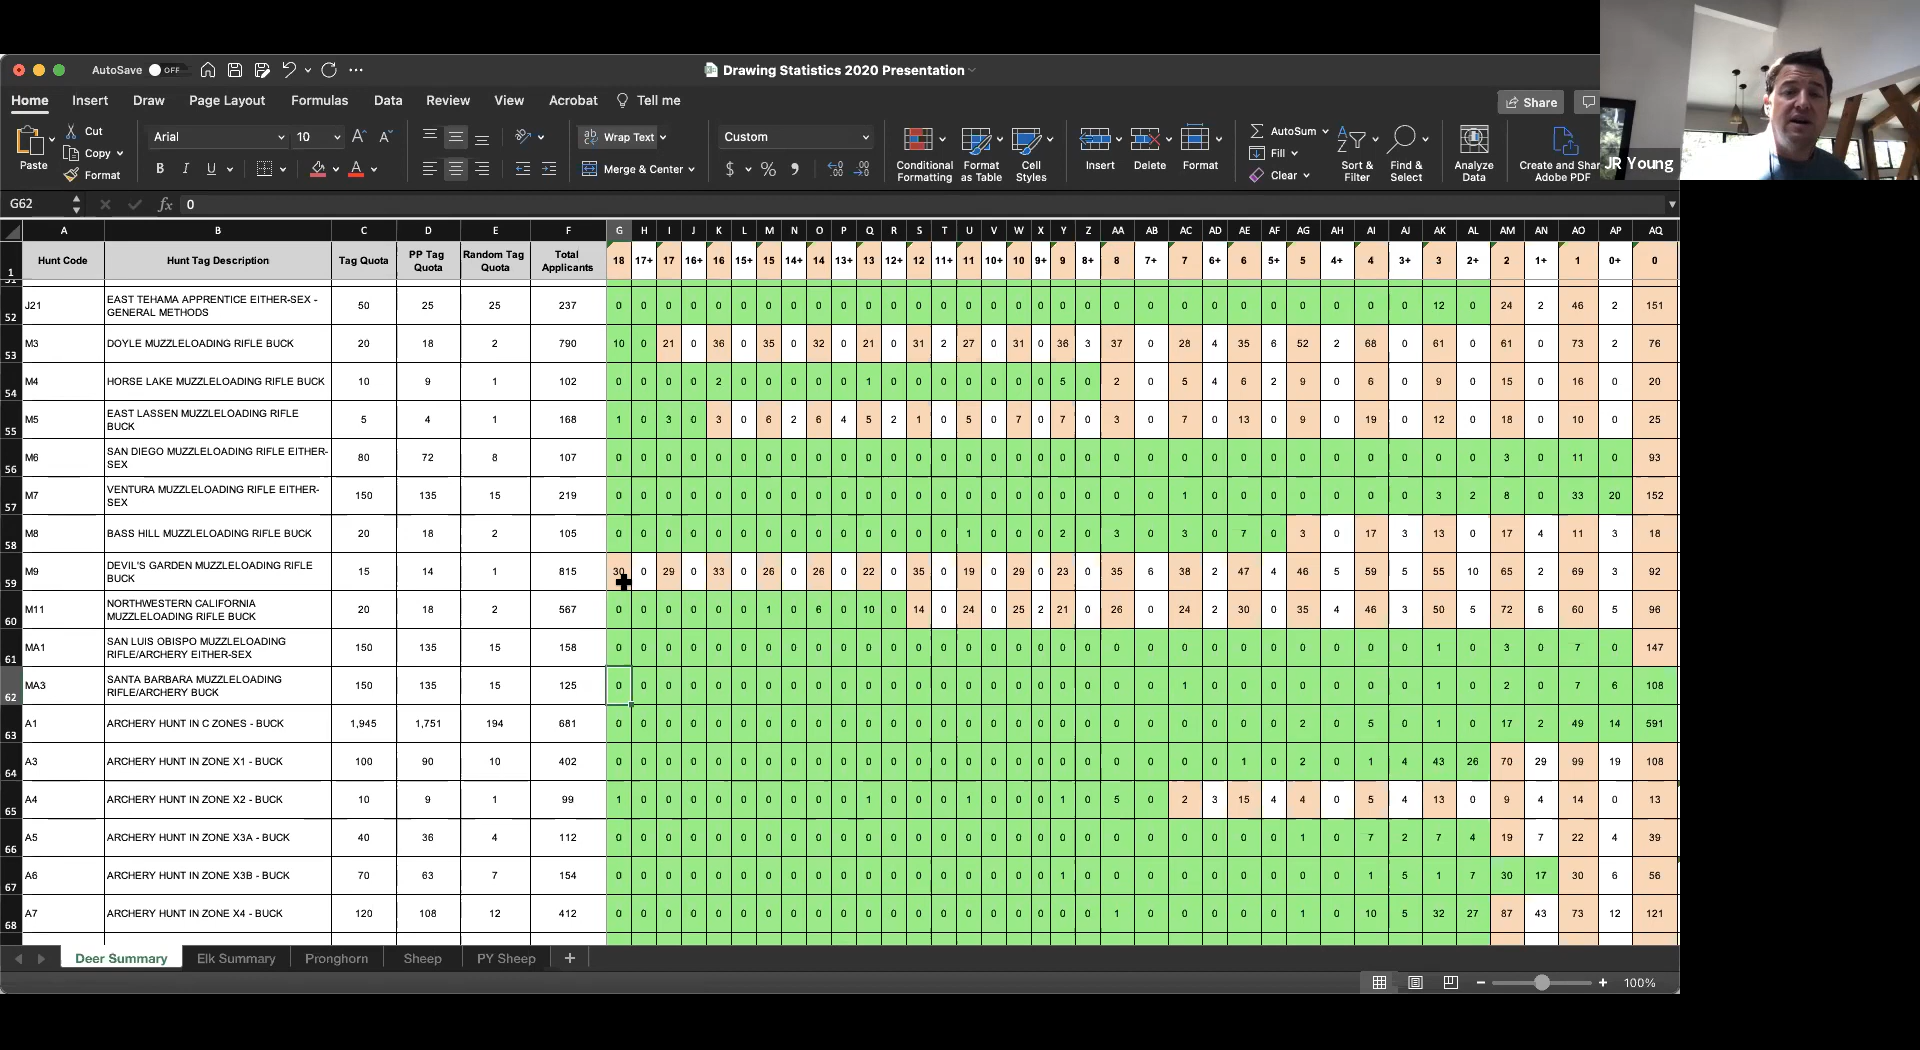 AutoSave OFF
Drawing Statistics 2020 Presentation
Home Insert Draw Page Layout Formulas Data Review View Acrobat Tell me
Share
Paste Cut Copy Format
Arial 10
B I U
Wrap Text
Merge & Center
Custom
$ %
Conditional Formatting
Format as Table
Cell Styles
Insert Delete Format
AutoSum
Fill
Clear
Sort & Filter
Find & Select
Analyze Data
Create and Shar
Adobe PDF
JR Young
G62 fx 0
A B C D E F G H I J K L M N O P Q R S T U V W X Y Z AA AB AC AD AE AF AG AH AI AJ AK AL AM AN AO AP AQ
1 Hunt Code Hunt Tag Description Tag Quota PP Tag Quota Random Tag Quota Total Applicants 18 17+ 17 16+ 16 15+ 15 14+ 14 13+ 13 12+ 12 11+ 11 10+ 10 9+ 9 8+ 8 7+ 7 6+ 6 5+ 5 4+ 4 3+ 3 2+ 2 1+ 1 0+ 0
52 J21 EAST TEHAMA APPRENTICE EITHER-SEX - GENERAL METHODS 50 25 25 237 0 0 0 0 0 0 0 0 0 0 0 0 0 0 0 0 0 0 0 0 0 0 0 0 0 0 0 0 0 0 12 0 24 2 46 2 151
53 M3 DOYLE MUZZLELOADING RIFLE BUCK 20 18 2 790 10 0 21 0 36 0 35 0 32 0 21 0 31 2 27 0 31 0 36 3 37 0 28 4 35 6 52 2 68 0 61 0 61 0 73 2 76
54 M4 HORSE LAKE MUZZLELOADING RIFLE BUCK 10 9 1 102 0 0 0 0 2 0 0 0 0 0 1 0 0 0 0 0 0 0 5 0 2 0 5 4 6 2 9 0 6 0 9 0 15 0 16 0 20
55 M5 EAST LASSEN MUZZLELOADING RIFLE BUCK 5 4 1 168 1 0 3 0 3 0 6 2 6 4 5 2 1 0 5 0 7 0 7 0 3 0 7 0 13 0 9 0 19 0 12 0 18 0 10 0 25
56 M6 SAN DIEGO MUZZLELOADING RIFLE EITHER-SEX 80 72 8 107 0 0 0 0 0 0 0 0 0 0 0 0 0 0 0 0 0 0 0 0 0 0 0 0 0 0 0 0 0 0 0 0 3 0 11 0 93
57 M7 VENTURA MUZZLELOADING RIFLE EITHER-SEX 150 135 15 219 0 0 0 0 0 0 0 0 0 0 0 0 0 0 0 0 0 0 0 0 0 0 1 0 0 0 0 0 0 0 3 2 8 0 33 20 152
58 M8 BASS HILL MUZZLELOADING RIFLE BUCK 20 18 2 105 0 0 0 0 0 0 0 0 0 0 0 0 0 0 1 0 0 0 2 0 3 0 3 0 7 0 3 0 17 3 13 0 17 4 11 3 18
59 M9 DEVIL'S GARDEN MUZZLELOADING RIFLE BUCK 15 14 1 815 30 0 29 0 33 0 26 0 26 0 22 0 35 0 19 0 29 0 23 0 35 6 38 2 47 4 46 5 59 5 55 10 65 2 69 3 92
60 M11 NORTHWESTERN CALIFORNIA MUZZLELOADING RIFLE BUCK 20 18 2 567 0 0 0 0 0 0 1 0 6 0 10 0 14 0 24 0 25 2 21 0 26 0 24 2 30 0 35 4 46 3 50 5 72 6 60 5 96
61 MA1 SAN LUIS OBISPO MUZZLELOADING RIFLE/ARCHERY EITHER-SEX 150 135 15 158 0 0 0 0 0 0 0 0 0 0 0 0 0 0 0 0 0 0 0 0 0 0 0 0 0 0 0 0 0 0 1 0 3 0 7 0 147
62 MA3 SANTA BARBARA MUZZLELOADING RIFLE/ARCHERY BUCK 150 135 15 125 0 0 0 0 0 0 0 0 0 0 0 0 0 0 0 0 0 0 0 0 0 0 1 0 0 0 0 0 0 0 1 0 2 0 7 6 108
63 A1 ARCHERY HUNT IN C ZONES - BUCK 1,945 1,751 194 681 0 0 0 0 0 0 0 0 0 0 0 0 0 0 0 0 0 0 0 0 0 0 0 0 0 0 2 0 5 0 1 0 17 2 49 14 591
64 A3 ARCHERY HUNT IN ZONE X1 - BUCK 100 90 10 402 0 0 0 0 0 0 0 0 0 0 0 0 0 0 0 0 0 0 0 0 0 0 0 0 1 0 2 0 1 4 43 26 70 29 99 19 108
65 A4 ARCHERY HUNT IN ZONE X2 - BUCK 10 9 1 99 1 0 0 0 0 0 0 0 0 0 1 0 0 0 1 0 0 0 1 0 5 0 2 3 15 4 4 0 5 4 13 0 9 4 14 0 13
66 A5 ARCHERY HUNT IN ZONE X3A - BUCK 40 36 4 112 0 0 0 0 0 0 0 0 0 0 0 0 0 0 0 0 0 0 0 0 0 0 0 0 0 0 1 0 7 2 7 4 19 7 22 4 39
67 A6 ARCHERY HUNT IN ZONE X3B - BUCK 70 63 7 154 0 0 0 0 0 0 0 0 0 0 0 0 0 0 0 0 0 0 1 0 0 0 0 0 0 0 0 0 1 5 1 7 30 17 30 6 56
68 A7 ARCHERY HUNT IN ZONE X4 - BUCK 120 108 12 412 0 0 0 0 0 0 0 0 0 0 0 0 0 0 0 0 0 0 0 0 1 0 0 0 0 0 1 0 10 5 32 27 87 43 73 12 121
Deer Summary Elk Summary Pronghorn Sheep PY Sheep +
100%